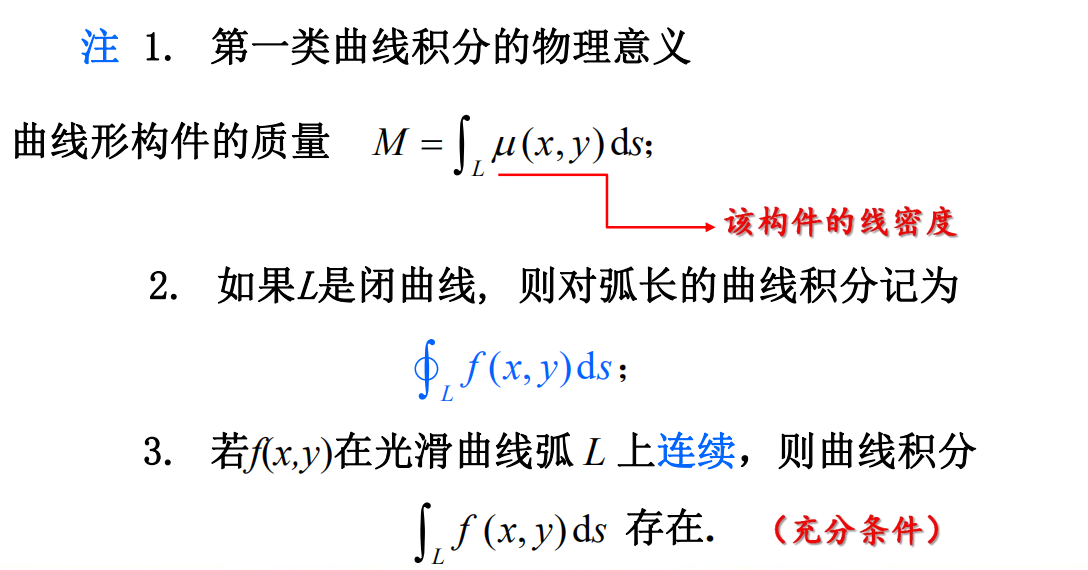 注 1. 第一类曲线积分的物理意义
曲线形构件的质量 M = ∫_L μ(x, y) ds;
该构件的线密度
2. 如果L是闭曲线, 则对弧长的曲线积分记为
∮_L f(x, y) ds;
3. 若f(x,y)在光滑曲线弧 L 上连续，则曲线积分
∫_L f(x, y) ds 存在. （充分条件）